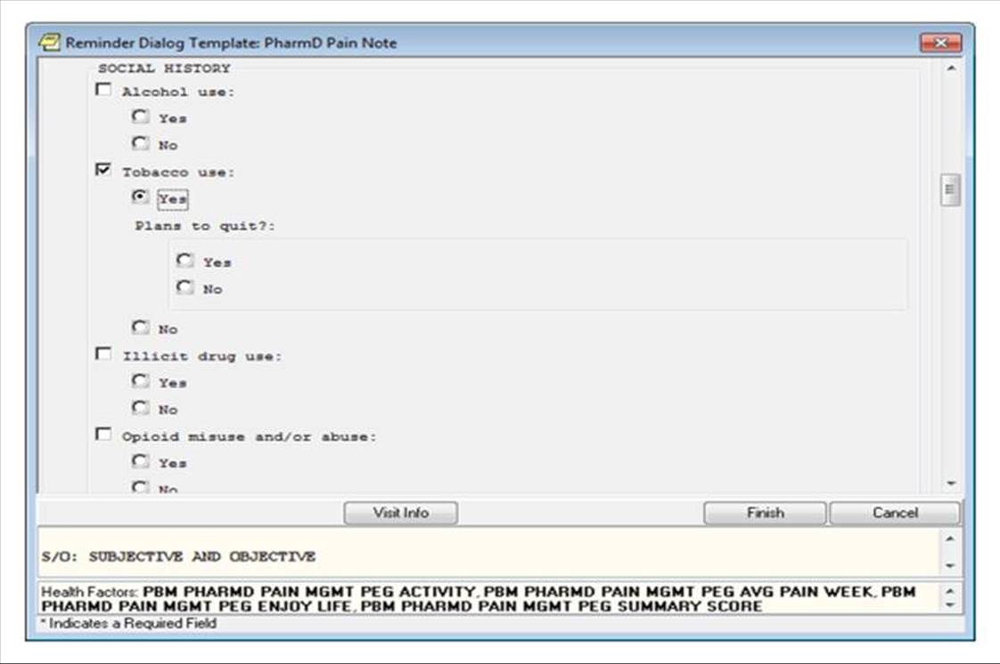 Reminder Dialog Template: PharmD Pain Note
SOCIAL HISTORY
Alcohol use:
Yes
No
Tobacco use:
Yes
Plans to quit?:
Yes
No
No
Illicit drug use:
Yes
No
Opioid misuse and/or abuse:
Yes
No
Visit Info Finish Cancel
S/O: SUBJECTIVE AND OBJECTIVE
Health Factors: PBM PHARMD PAIN MGMT PEG ACTIVITY, PBM PHARMD PAIN MGMT PEG AVG PAIN WEEK, PBM
PHARMD PAIN MGMT PEG ENJOY LIFE, PBM PHARMD PAIN MGMT PEG SUMMARY SCORE
* Indicates a Required Field